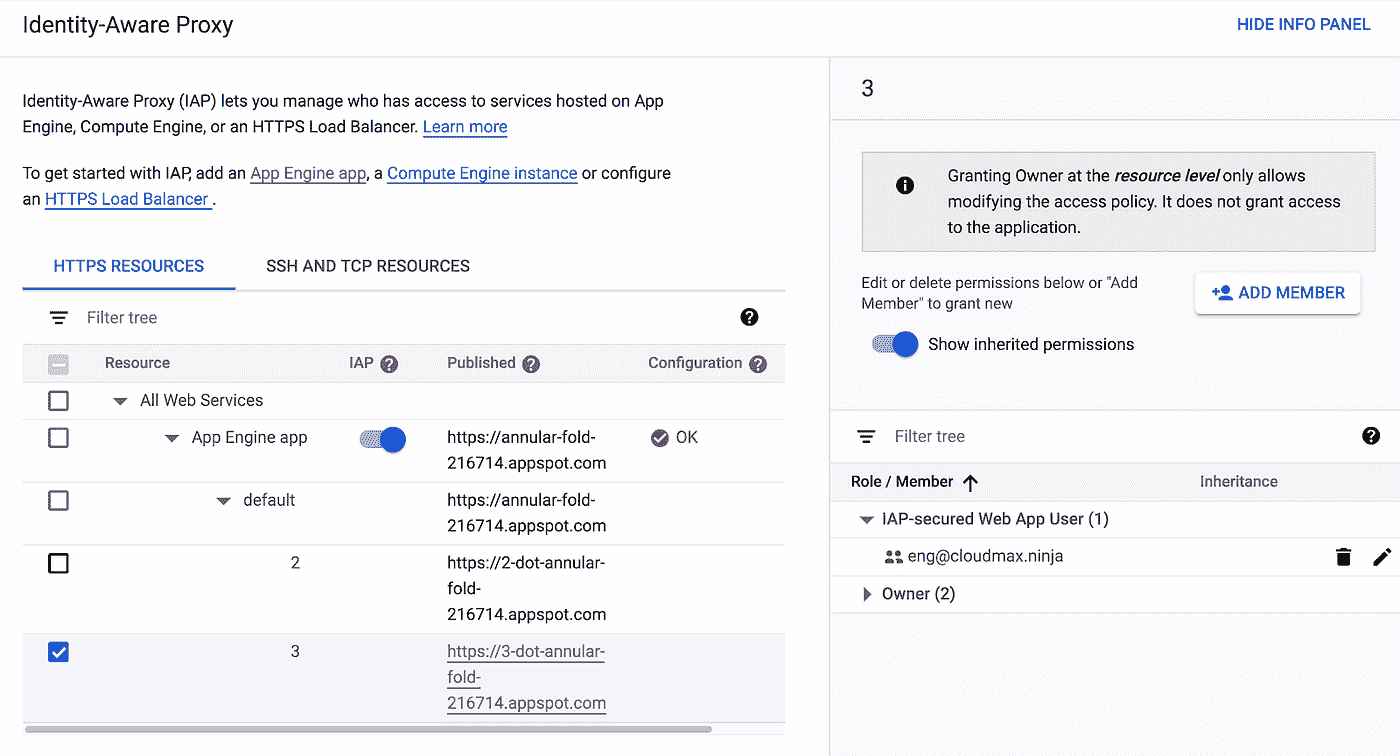 Identity-Aware Proxy
HIDE INFO PANEL
Identity-Aware Proxy (IAP) lets you manage who has access to services hosted on App
Engine, Compute Engine, or an HTTPS Load Balancer. Learn more
To get started with IAP, add an App Engine app, a Compute Engine instance or configure
an HTTPS Load Balancer .
HTTPS RESOURCES
SSH AND TCP RESOURCES
Filter tree
Resource IAP Published Configuration
All Web Services
App Engine app https://annular-fold- OK
216714.appspot.com
default https://annular-fold-
216714.appspot.com
2 https://2-dot-annular-
fold-
216714.appspot.com
3 https://3-dot-annular-
fold-
216714.appspot.com
3
Granting Owner at the resource level only allows
modifying the access policy. It does not grant access
to the application.
Edit or delete permissions below or "Add
Member" to grant new
ADD MEMBER
Show inherited permissions
Filter tree
Role / Member Inheritance
IAP-secured Web App User (1)
eng@cloudmax.ninja
Owner (2)